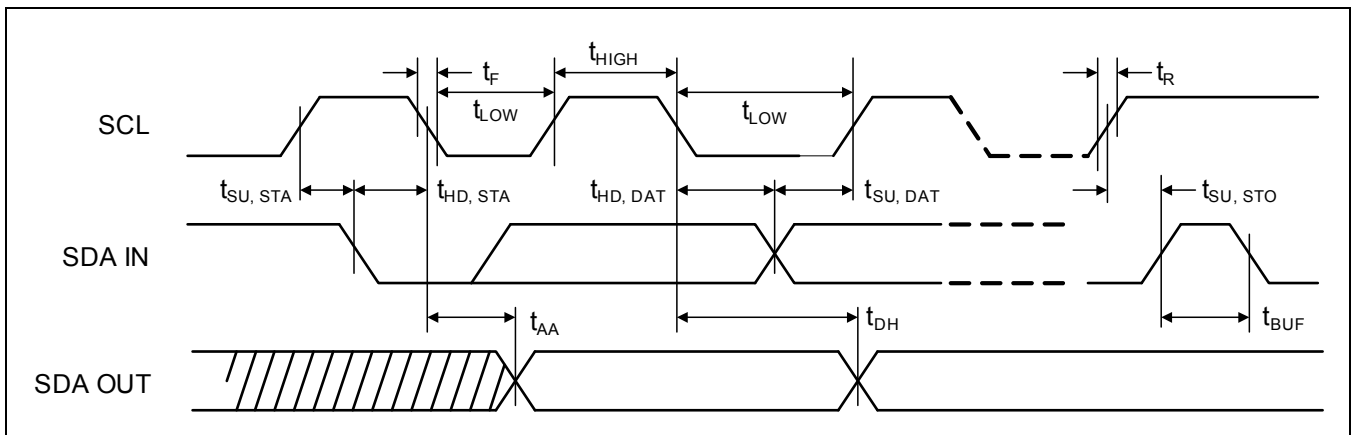 tF
tHIGH
tR
SCL
tLOW
tLOW
tSU, STA
tHD, STA
tHD, DAT
tSU, DAT
tSU, STO
SDA IN
tAA
tDH
tBUF
SDA OUT